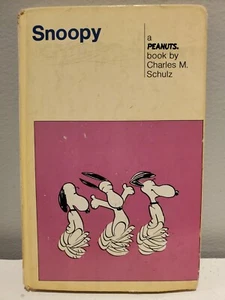 Snoopy
a
PEANUTS.
book by
Charles M.
Schulz